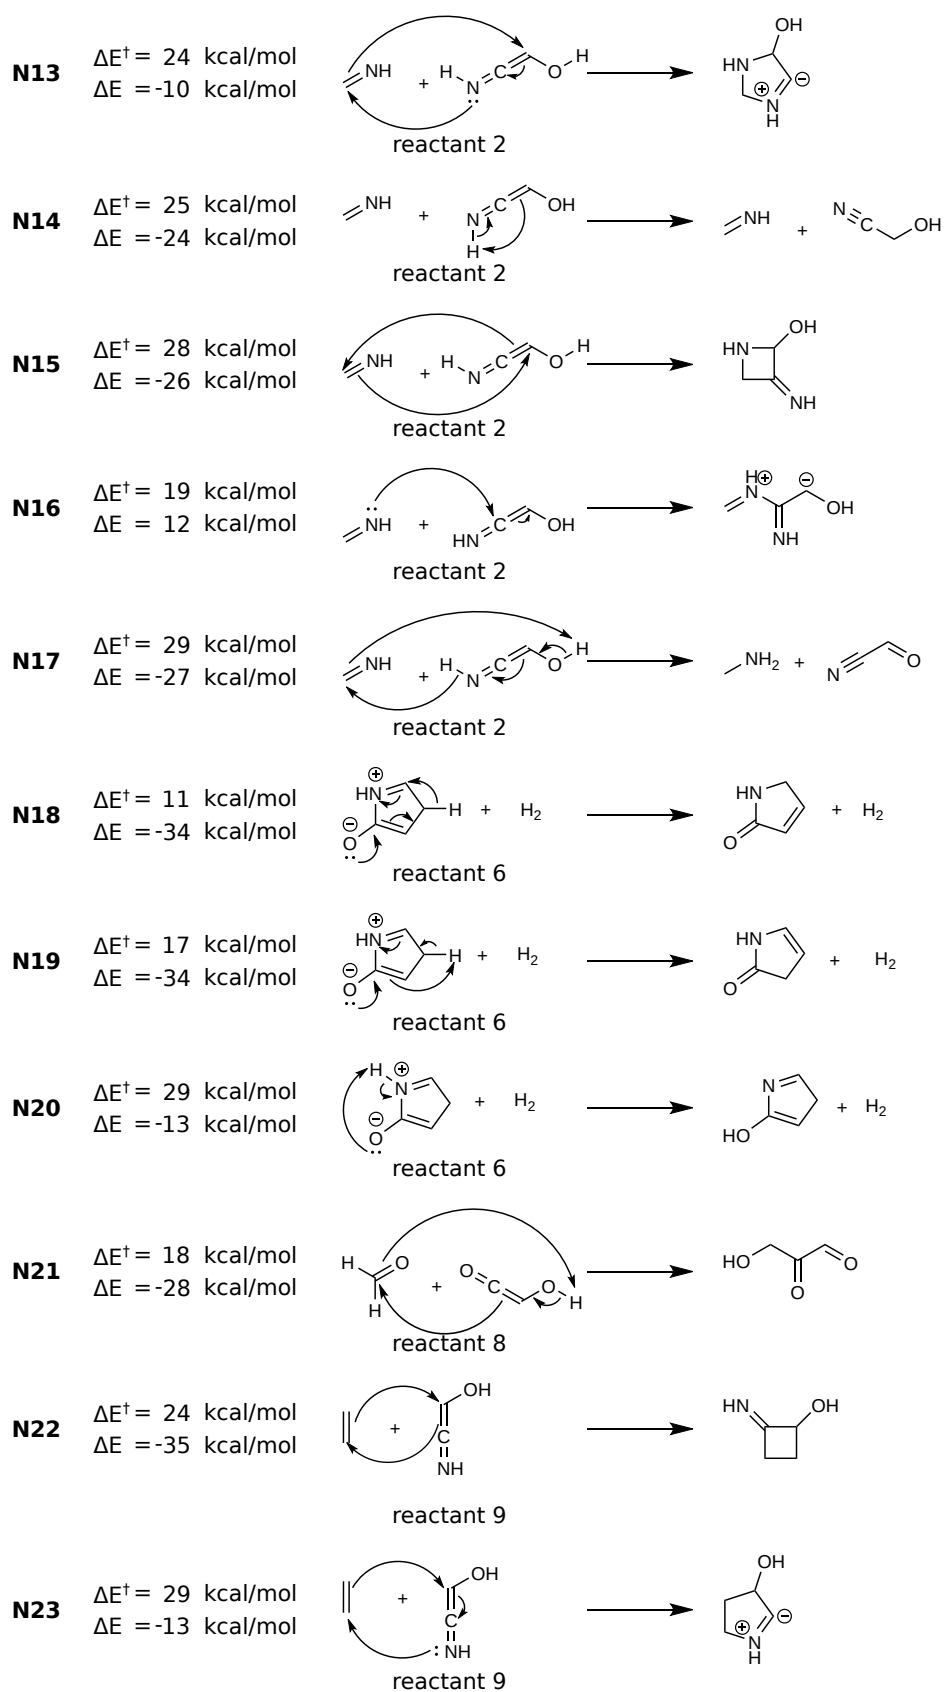 N13 ΔE† = 24 kcal/mol
ΔE = -10 kcal/mol
NH + H N C O H
reactant 2
OH HN ⊕ ⊖ N H
N14 ΔE† = 25 kcal/mol
ΔE = -24 kcal/mol
NH + N C OH H
reactant 2
NH + N C OH
N15 ΔE† = 28 kcal/mol
ΔE = -26 kcal/mol
NH + H N C O H
reactant 2
OH HN NH
N16 ΔE† = 19 kcal/mol
ΔE = 12 kcal/mol
NH + HN C OH
reactant 2
H N ⊕ ⊖ OH NH
N17 ΔE† = 29 kcal/mol
ΔE = -27 kcal/mol
NH + H N C O H
reactant 2
NH2 + N C O
N18 ΔE† = 11 kcal/mol
ΔE = -34 kcal/mol
⊕ HN H ⊖ O + H2
reactant 6
HN O + H2
N19 ΔE† = 17 kcal/mol
ΔE = -34 kcal/mol
⊕ HN H ⊖ O + H2
reactant 6
HN O + H2
N20 ΔE† = 29 kcal/mol
ΔE = -13 kcal/mol
H ⊕ N ⊖ O + H2
reactant 6
N HO + H2
N21 ΔE† = 18 kcal/mol
ΔE = -28 kcal/mol
H C O H + O C O H
reactant 8
HO O O
N22 ΔE† = 24 kcal/mol
ΔE = -35 kcal/mol
+ OH C C NH
reactant 9
HN OH
N23 ΔE† = 29 kcal/mol
ΔE = -13 kcal/mol
+ OH C C NH
reactant 9
OH ⊕ ⊖ N H